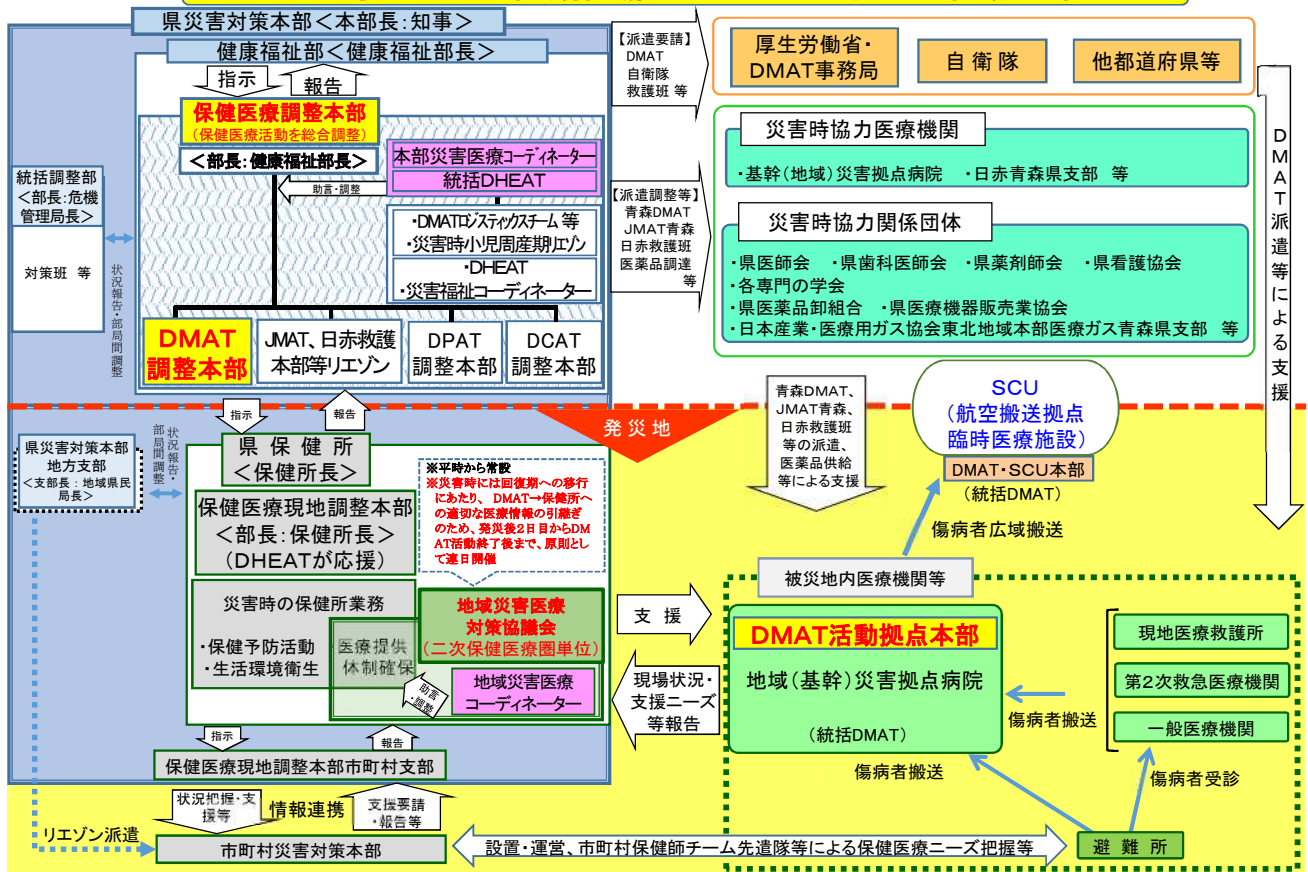 県災害対策本部<本部長:知事>
健康福祉部<健康福祉部長>
指示
報告
保健医療調整本部
(保健医療活動を総合調整)
<部長:健康福祉部長>
本部災害医療コーディネーター
統括DHEAT
助言・調整
・DMATロジスティックスチーム 等
・災害時小児周産期リエゾン
・DHEAT
・災害福祉コーディネーター
統括調整部
<部長:危機
管理局長>
対策班 等
状況報告・部局間調整
DMAT
調整本部
JMAT、日赤救護
本部等リエゾン
DPAT
調整本部
DCAT
調整本部
【派遣要請】
DMAT
自衛隊
救護班 等
厚生労働省・
DMAT事務局
自衛隊
他都道府県等
【派遣調整等】
青森DMAT
JMAT青森
日赤救護班
医薬品調達
等
災害時協力医療機関
・基幹(地域)災害拠点病院 ・日赤青森県支部 等
災害時協力関係団体
・県医師会 ・県歯科医師会 ・県薬剤師会 ・県看護協会
・各専門の学会
・県医薬品卸組合 ・県医療機器販売業協会
・日本産業・医療用ガス協会東北地域本部医療ガス青森県支部 等
DMAT派遣等による支援
指示
報告
発災地
青森DMAT、
JMAT青森、
日赤救護班
等の派遣、
医薬品供給
等による支援
SCU
(航空搬送拠点
臨時医療施設)
DMAT・SCU本部
(統括DMAT)
傷病者広域搬送
県災害対策本部
地方支部
<支部長:地域県民
局長>
状況報告・
部局間調整
県保健所
<保健所長>
保健医療現地調整本部
<部長:保健所長>
(DHEATが応援)
※平時から常設
※災害時には回復期への移行
にあたり、DMAT→保健所へ
の適切な医療情報の引継ぎ
のため、発災後2日目からDM
AT活動終了後まで、原則とし
て連日開催
災害時の保健所業務
・保健予防活動
・生活環境衛生
医療提供
体制確保
地域災害医療
対策協議会
(二次保健医療圏単位)
助言・調整
地域災害医療
コーディネーター
支援
現場状況・
支援ニーズ
等報告
被災地内医療機関等
DMAT活動拠点本部
地域(基幹)災害拠点病院
(統括DMAT)
現地医療救護所
第2次救急医療機関
一般医療機関
傷病者搬送
傷病者搬送
傷病者受診
指示
報告
保健医療現地調整本部市町村支部
状況把握・支
援等
情報連携
支援要請
・報告等
リエゾン派遣
市町村災害対策本部
設置・運営、市町村保健師チーム先遣隊等による保健医療ニーズ把握等
避難所